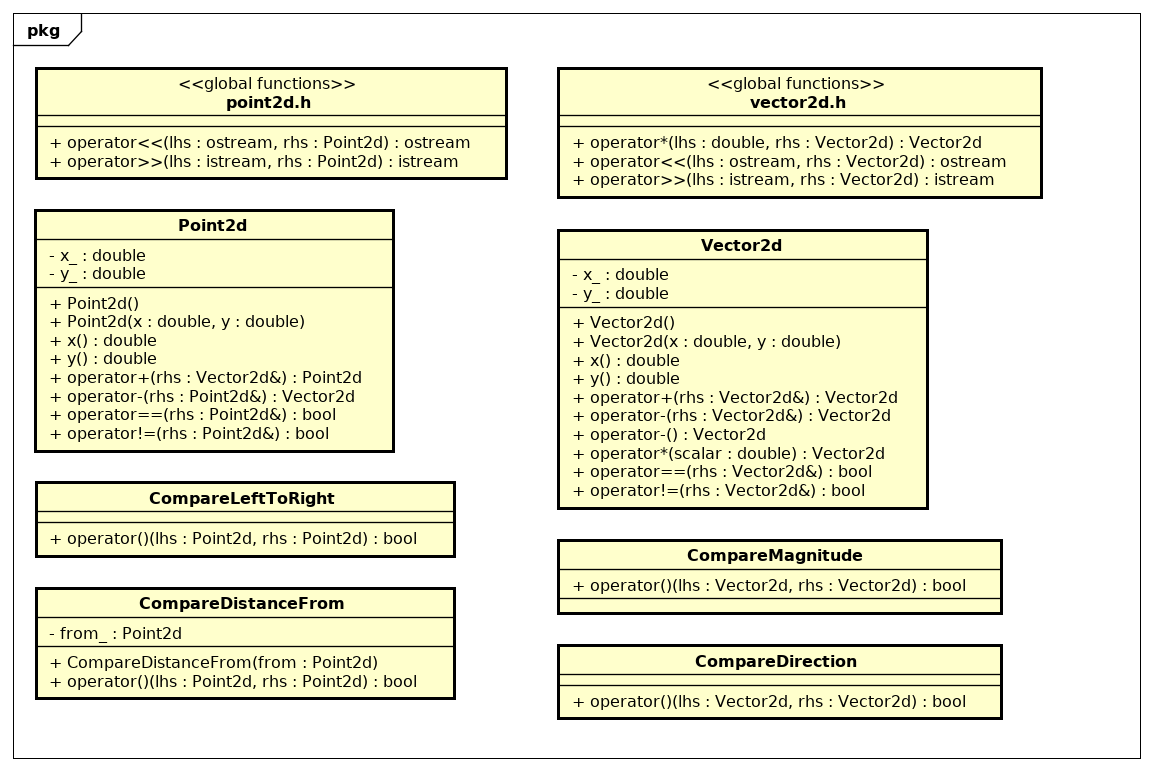 pkg
<<global functions>>
point2d.h
+ operator<<(lhs : ostream, rhs : Point2d) : ostream
+ operator>>(lhs : istream, rhs : Point2d) : istream
Point2d
- x_ : double
- y_ : double
+ Point2d()
+ Point2d(x : double, y : double)
+ x() : double
+ y() : double
+ operator+(rhs : Vector2d&) : Point2d
+ operator-(rhs : Point2d&) : Vector2d
+ operator==(rhs : Point2d&) : bool
+ operator!=(rhs : Point2d&) : bool
CompareLeftToRight
+ operator()(lhs : Point2d, rhs : Point2d) : bool
CompareDistanceFrom
- from_ : Point2d
+ CompareDistanceFrom(from : Point2d)
+ operator()(lhs : Point2d, rhs : Point2d) : bool
<<global functions>>
vector2d.h
+ operator*(lhs : double, rhs : Vector2d) : Vector2d
+ operator<<(lhs : ostream, rhs : Vector2d) : ostream
+ operator>>(lhs : istream, rhs : Vector2d) : istream
Vector2d
- x_ : double
- y_ : double
+ Vector2d()
+ Vector2d(x : double, y : double)
+ x() : double
+ y() : double
+ operator+(rhs : Vector2d&) : Vector2d
+ operator-(rhs : Vector2d&) : Vector2d
+ operator-() : Vector2d
+ operator*(scalar : double) : Vector2d
+ operator==(rhs : Vector2d&) : bool
+ operator!=(rhs : Vector2d&) : bool
CompareMagnitude
+ operator()(lhs : Vector2d, rhs : Vector2d) : bool
CompareDirection
+ operator()(lhs : Vector2d, rhs : Vector2d) : bool